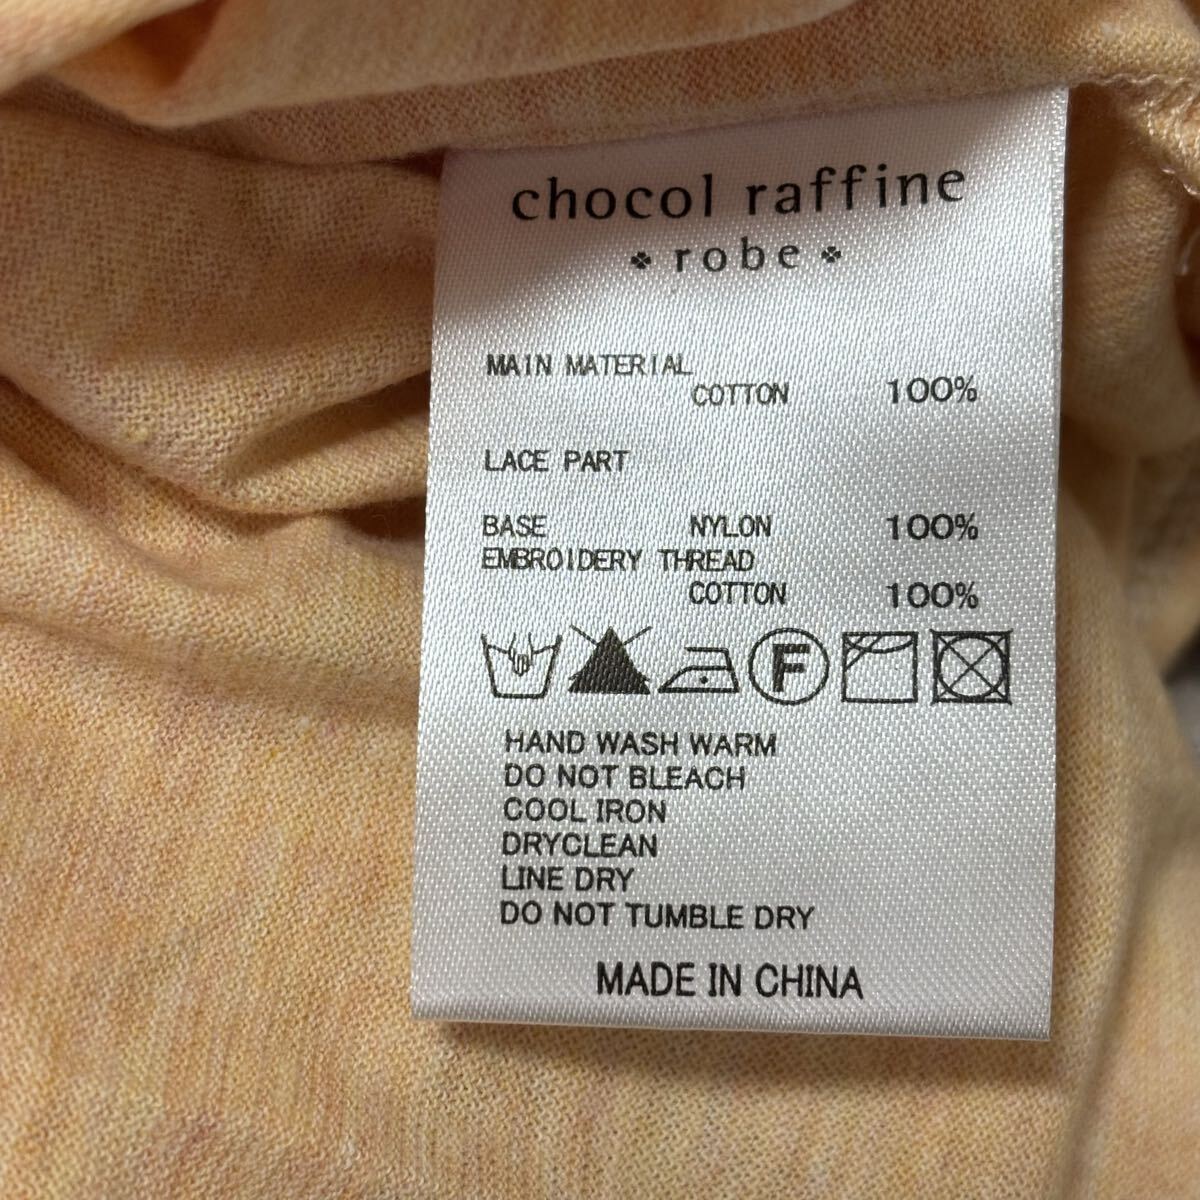 chocol raffine
robe
MAIN MATERIAL
COTTON 100%
LACE PART
BASE NYLON 100%
EMBROIDERY THREAD
COTTON 100%
F
HAND WASH WARM
DO NOT BLEACH
COOL IRON
DRYCLEAN
LINE DRY
DO NOT TUMBLE DRY
MADE IN CHINA